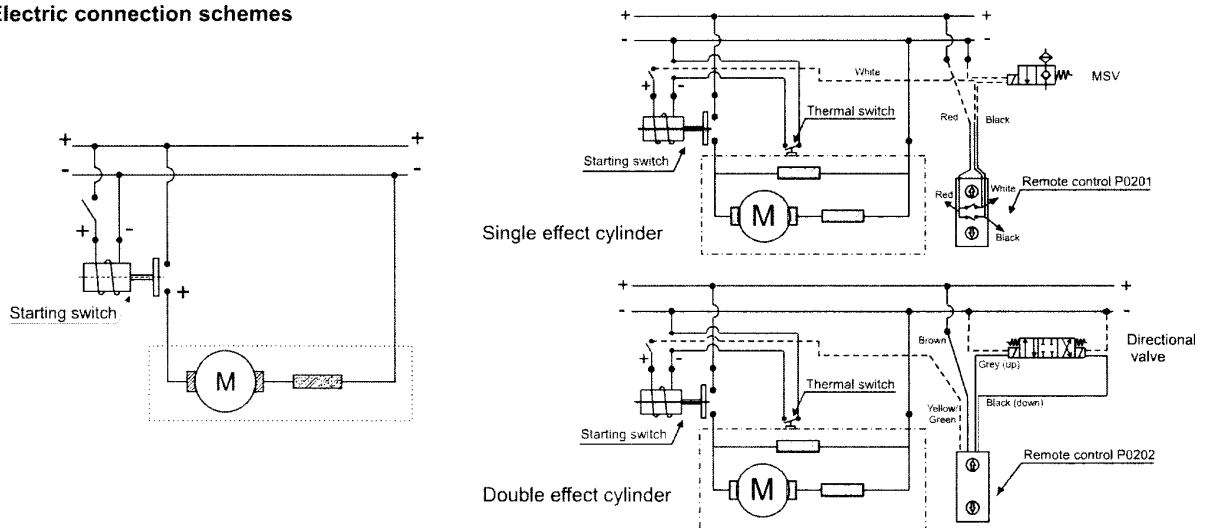 Electric connection schemes
+ +
- -
+ -
+
Starting switch
M
+ +
- -
White
MSV
+ -
Thermal switch
Red
Black
Starting switch
Remote control P0201
Red
White
M
Black
Single effect cylinder
+ +
- -
Brown
Directional
valve
+ -
Grey (up)
Thermal switch
Yellow/
Green
Black (down)
Starting switch
Remote control P0202
M
Double effect cylinder